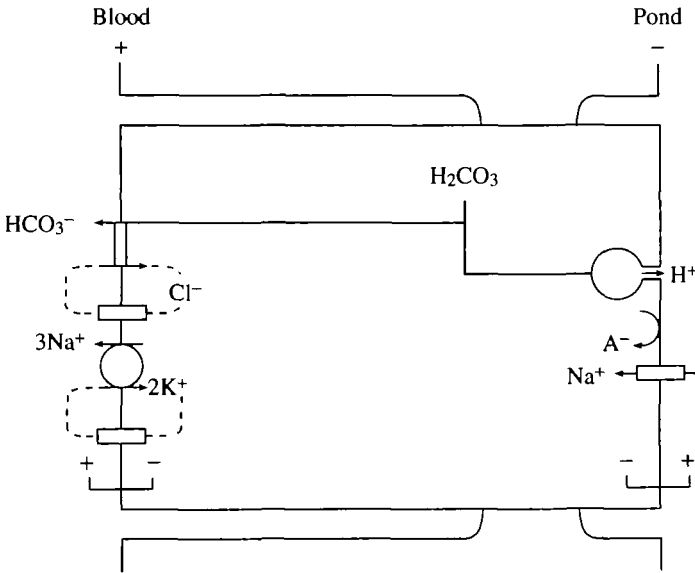 Blood Pond
+ −
H₂CO₃
HCO₃⁻
H⁺
Cl⁻
3Na⁺
A⁻
Na⁺
2K⁺
+ − − +